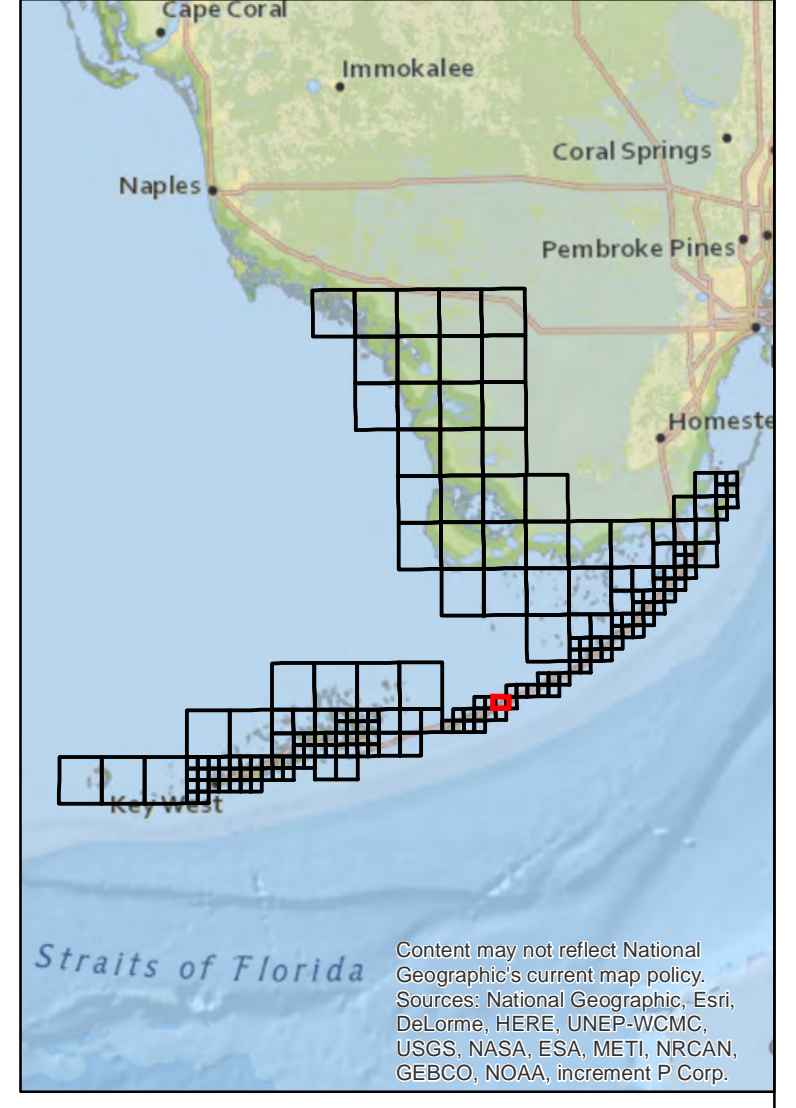 Cape Coral
Immokalee
Coral Springs
Naples
Pembroke Pines
Homeste
Key West
Straits of Florida
Content may not reflect National
Geographic's current map policy.
Sources: National Geographic, Esri,
DeLorme, HERE, UNEP-WCMC,
USGS, NASA, ESA, METI, NRCAN,
GEBCO, NOAA, increment P Corp.